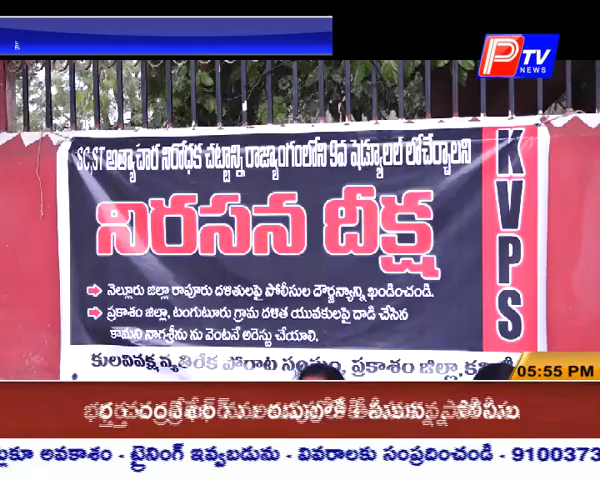 PTV
NEWS
SC,ST అత్యాచార నిరోధక చట్టాన్ని రాజ్యాంగంలోని 9వ షెడ్యూలల్ లో చేర్చాలని
నిరసన దీక్ష
KVPS
నెల్లూరు జిల్లా రాపూరు దళితులపై పోలీసుల దౌర్జన్యాన్ని ఖండించండి.
ప్రకాశం జిల్లా, టంగుటూరు గ్రామ దళిత యువకులపై దాడి చేసిన
కామని నాగశ్రీను ను వెంటనే అరెస్టు చేయాలి.
కులవివక్ష వ్యతిరేక పోరాట సంఘం, ప్రకాశం జిల్లా,
05:55 PM
అవకాశం - ట్రైనింగ్ ఇవ్వబడును - వివరాలకు సంప్రదించండి - 9100373